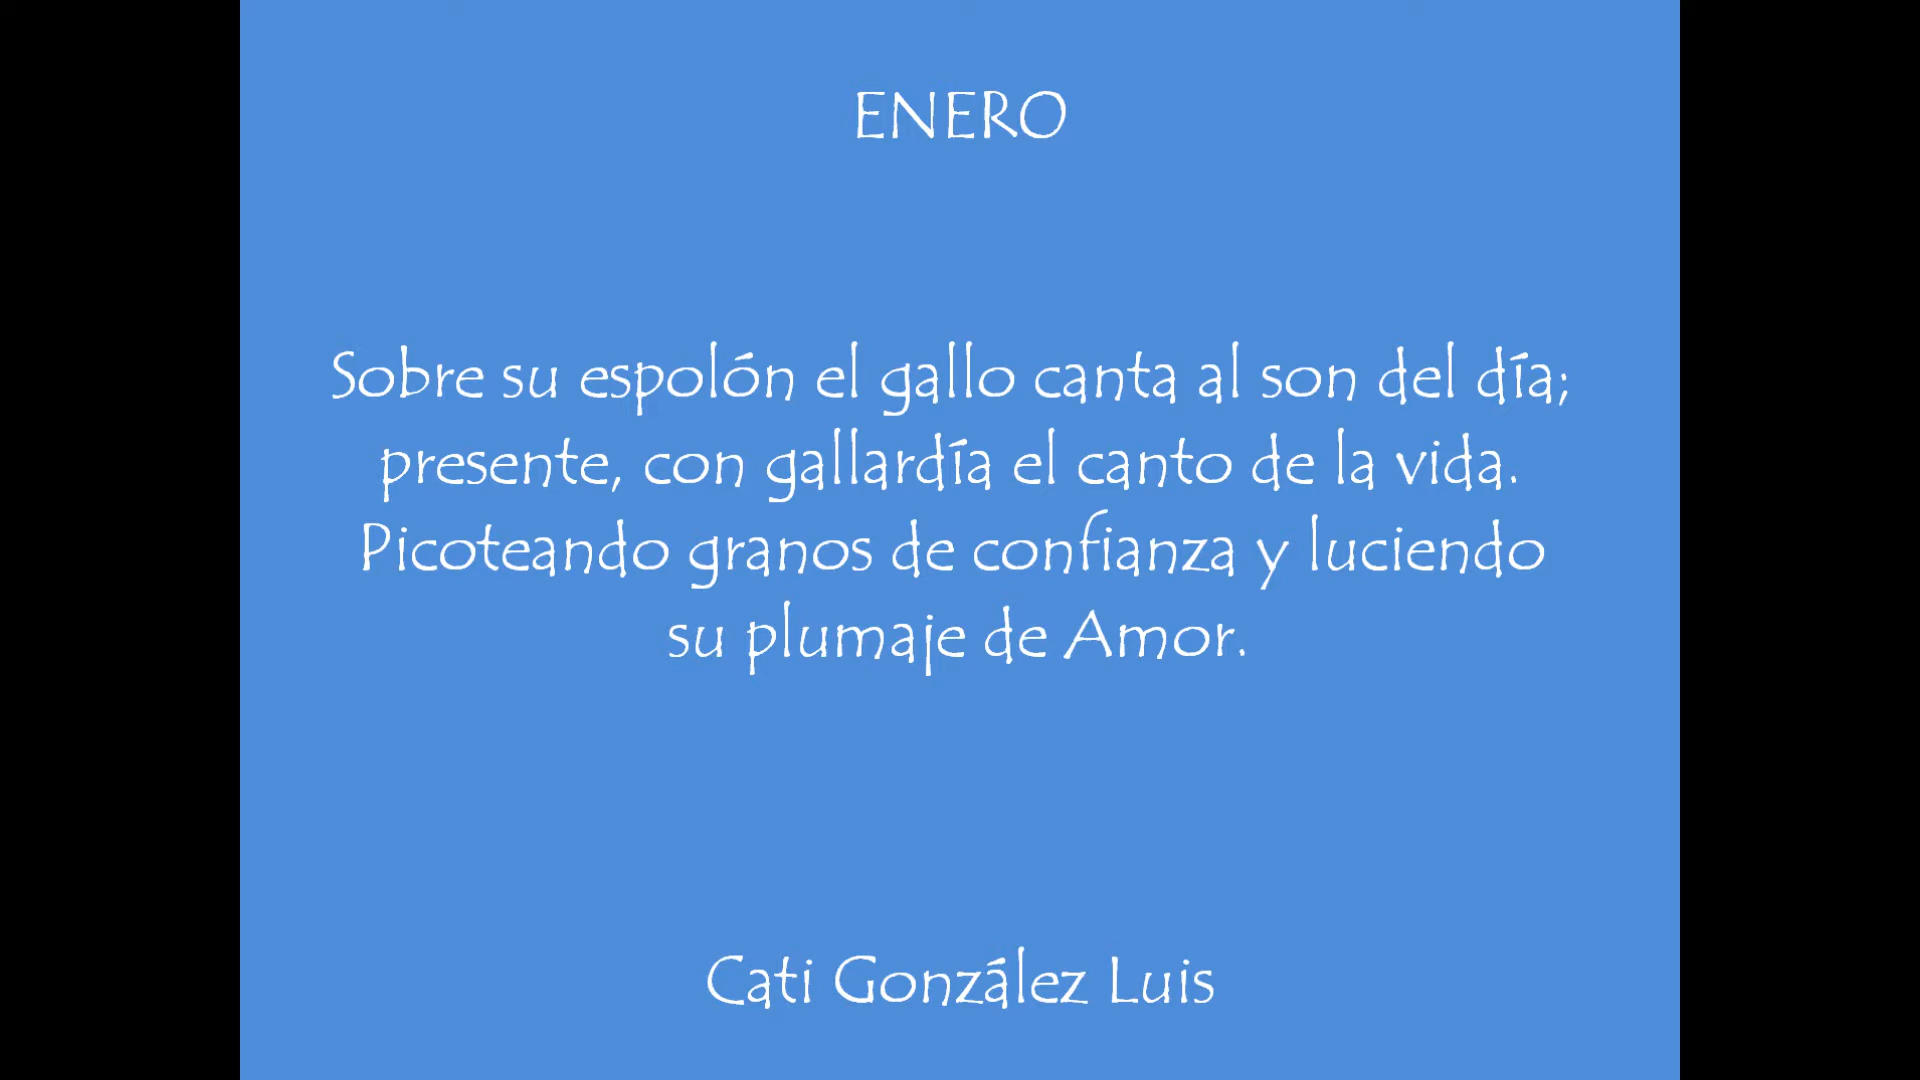 ENERO
Sobre su espolón el gallo canta al son del día;
presente, con gallardía el canto de la vida.
Picoteando granos de confianza y luciendo
su plumaje de Amor.
Cati González Luis